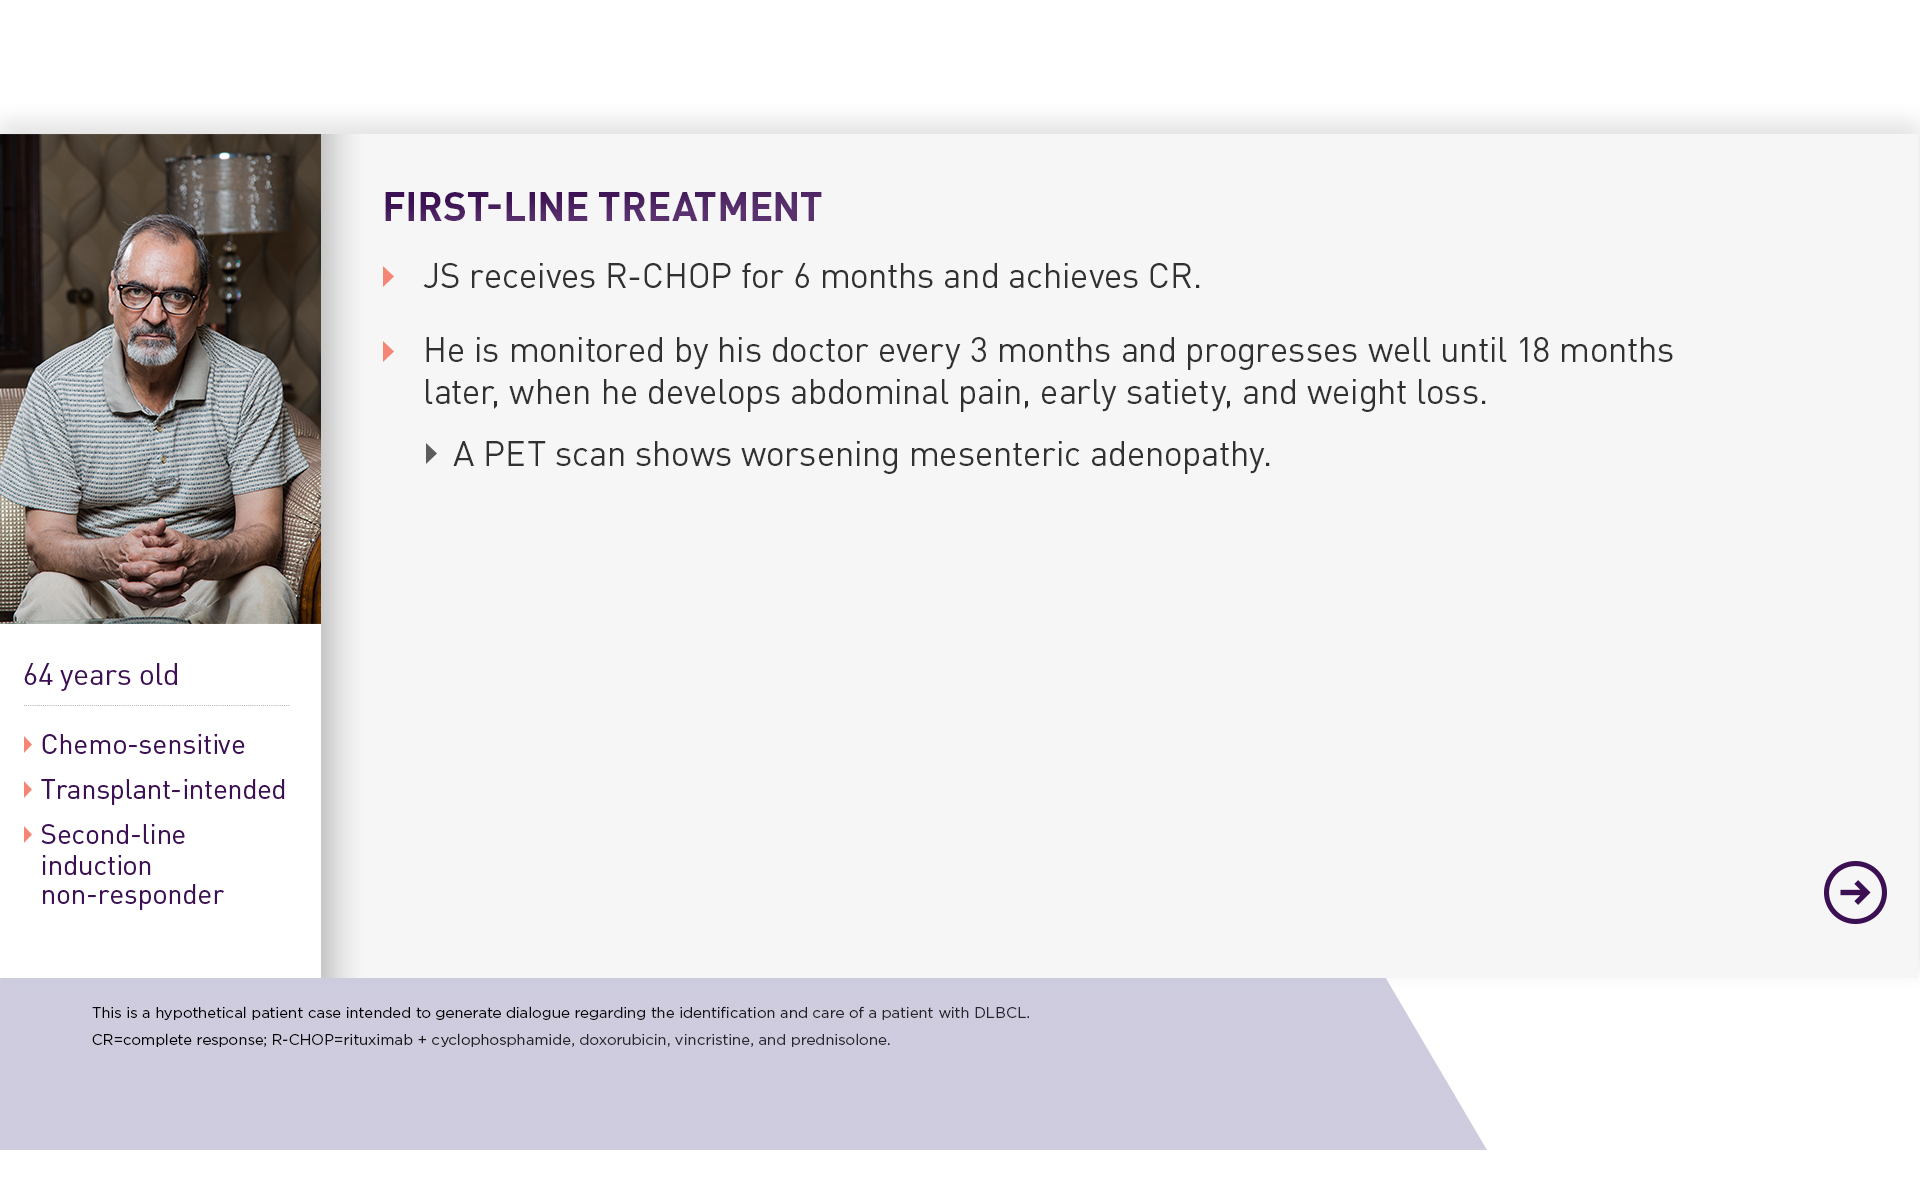 FIRST-LINE TREATMENT
JS receives R-CHOP for 6 months and achieves CR.
He is monitored by his doctor every 3 months and progresses well until 18 months
later, when he develops abdominal pain, early satiety, and weight loss.
A PET scan shows worsening mesenteric adenopathy.
64 years old
Chemo-sensitive
Transplant-intended
Second-line
induction
non-responder
This is a hypothetical patient case intended to generate dialogue regarding the identification and care of a patient with DLBCL.
CR=complete response; R-CHOP=rituximab + cyclophosphamide, doxorubicin, vincristine, and prednisolone.